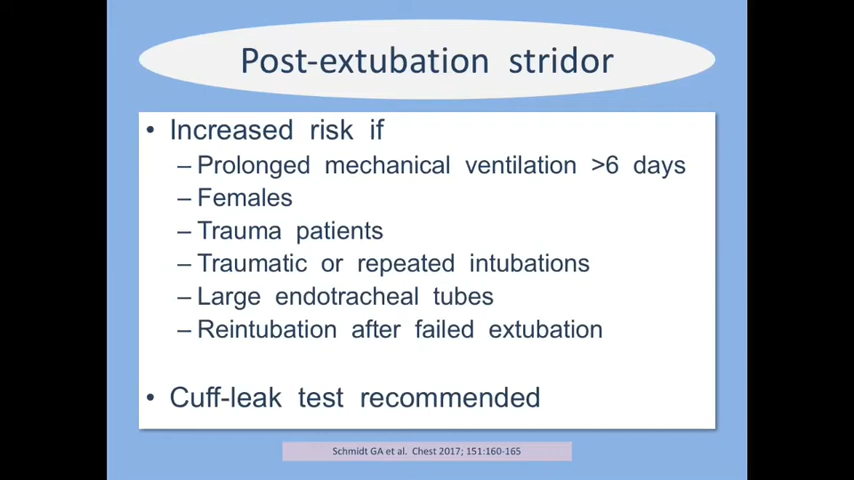 Post-extubation stridor
• Increased risk if
– Prolonged mechanical ventilation >6 days
– Females
– Trauma patients
– Traumatic or repeated intubations
– Large endotracheal tubes
– Reintubation after failed extubation
• Cuff-leak test recommended
Schmidt GA et al. Chest 2017; 151:160-165